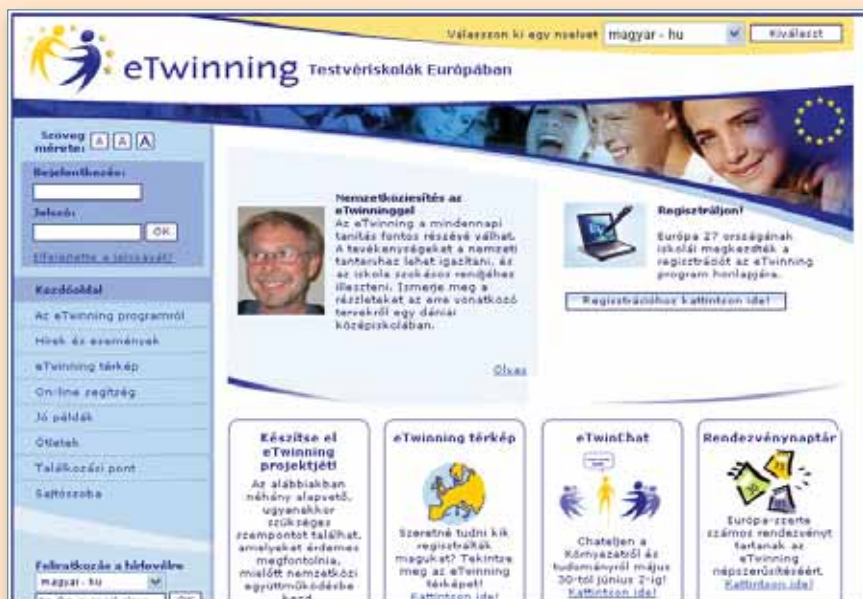 Válasszon ki egy nyelvet magyar - hu Kiválaszt
eTwinning Testvériskolák Európában
Szöveg
mérete: A A A
Bejelentkezés:
Jelszó:
OK
Elfelejtette a jelszavát?
Kezdőoldal
Az eTwinning programról
Hírek és események
eTwinning térkép
On-line segítség
Jó példák
Ötletek
Találkozási pont
Sajtószoba
Feliratkozás a hírlevélre
magyar - hu
OK
Nemzetköziesítés az
eTwinninggel
Az eTwinning a mindennapi
tanítás fontos részévé válhat.
A tevékenységeket a nemzeti
tantervhez lehet igazítani, és
az iskola szokásos rendjéhez
illeszteni. Ismerje meg a
részleteket az erre vonatkozó
tervekről egy dániai
középiskolában.
Olvas
Regisztráljon!
Európa 27 országának
iskolái megkezdték a
regisztrációt az eTwinning
program honlapjára.
Regisztrációhoz kattintson ide!
Készítse el
eTwinning
projektjét!
Az alábbiakban
néhány alapvető,
ugyanakkor
szükséges
szempontot találhat,
amelyeket érdemes
megfontolnia,
mielőtt nemzetközi
együttműködésbe
kezd.
eTwinning térkép
Szeretné tudni kik
regisztrálták
magukat? Tekintse
meg az eTwinning
térképet!
Kattintson ide!
eTwinChat
Chateljen a
Környezetről és
tudományról május
30-tól június 2-ig!
Kattintson ide!
Rendezvénynaptár
Európa-szerte
számos rendezvényt
tartanak az
eTwinning
népszerűsítéséért.
Kattintson ide!